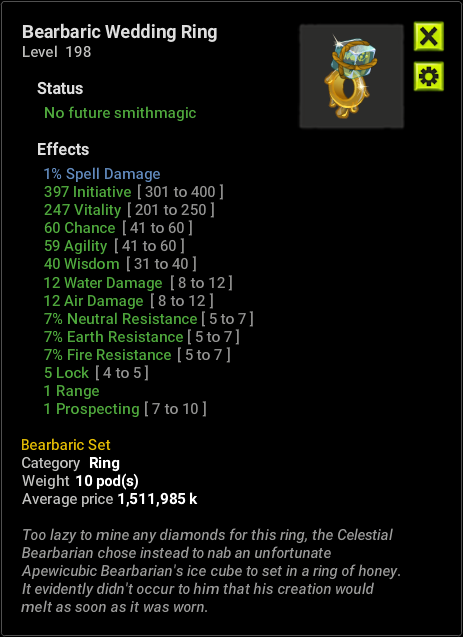 Bearbaric Wedding Ring
Level 198
Status
No future smithmagic
Effects
1% Spell Damage
397 Initiative [ 301 to 400 ]
247 Vitality [ 201 to 250 ]
60 Chance [ 41 to 60 ]
59 Agility [ 41 to 60 ]
40 Wisdom [ 31 to 40 ]
12 Water Damage [ 8 to 12 ]
12 Air Damage [ 8 to 12 ]
7% Neutral Resistance [ 5 to 7 ]
7% Earth Resistance [ 5 to 7 ]
7% Fire Resistance [ 5 to 7 ]
5 Lock [ 4 to 5 ]
1 Range
1 Prospecting [ 7 to 10 ]
Bearbaric Set
Category Ring
Weight 10 pod(s)
Average price 1,511,985 k
Too lazy to mine any diamonds for this ring, the Celestial
Bearbarian chose instead to nab an unfortunate
Apewicubic Bearbarian's ice cube to set in a ring of honey.
It evidently didn't occur to him that his creation would
melt as soon as it was worn.